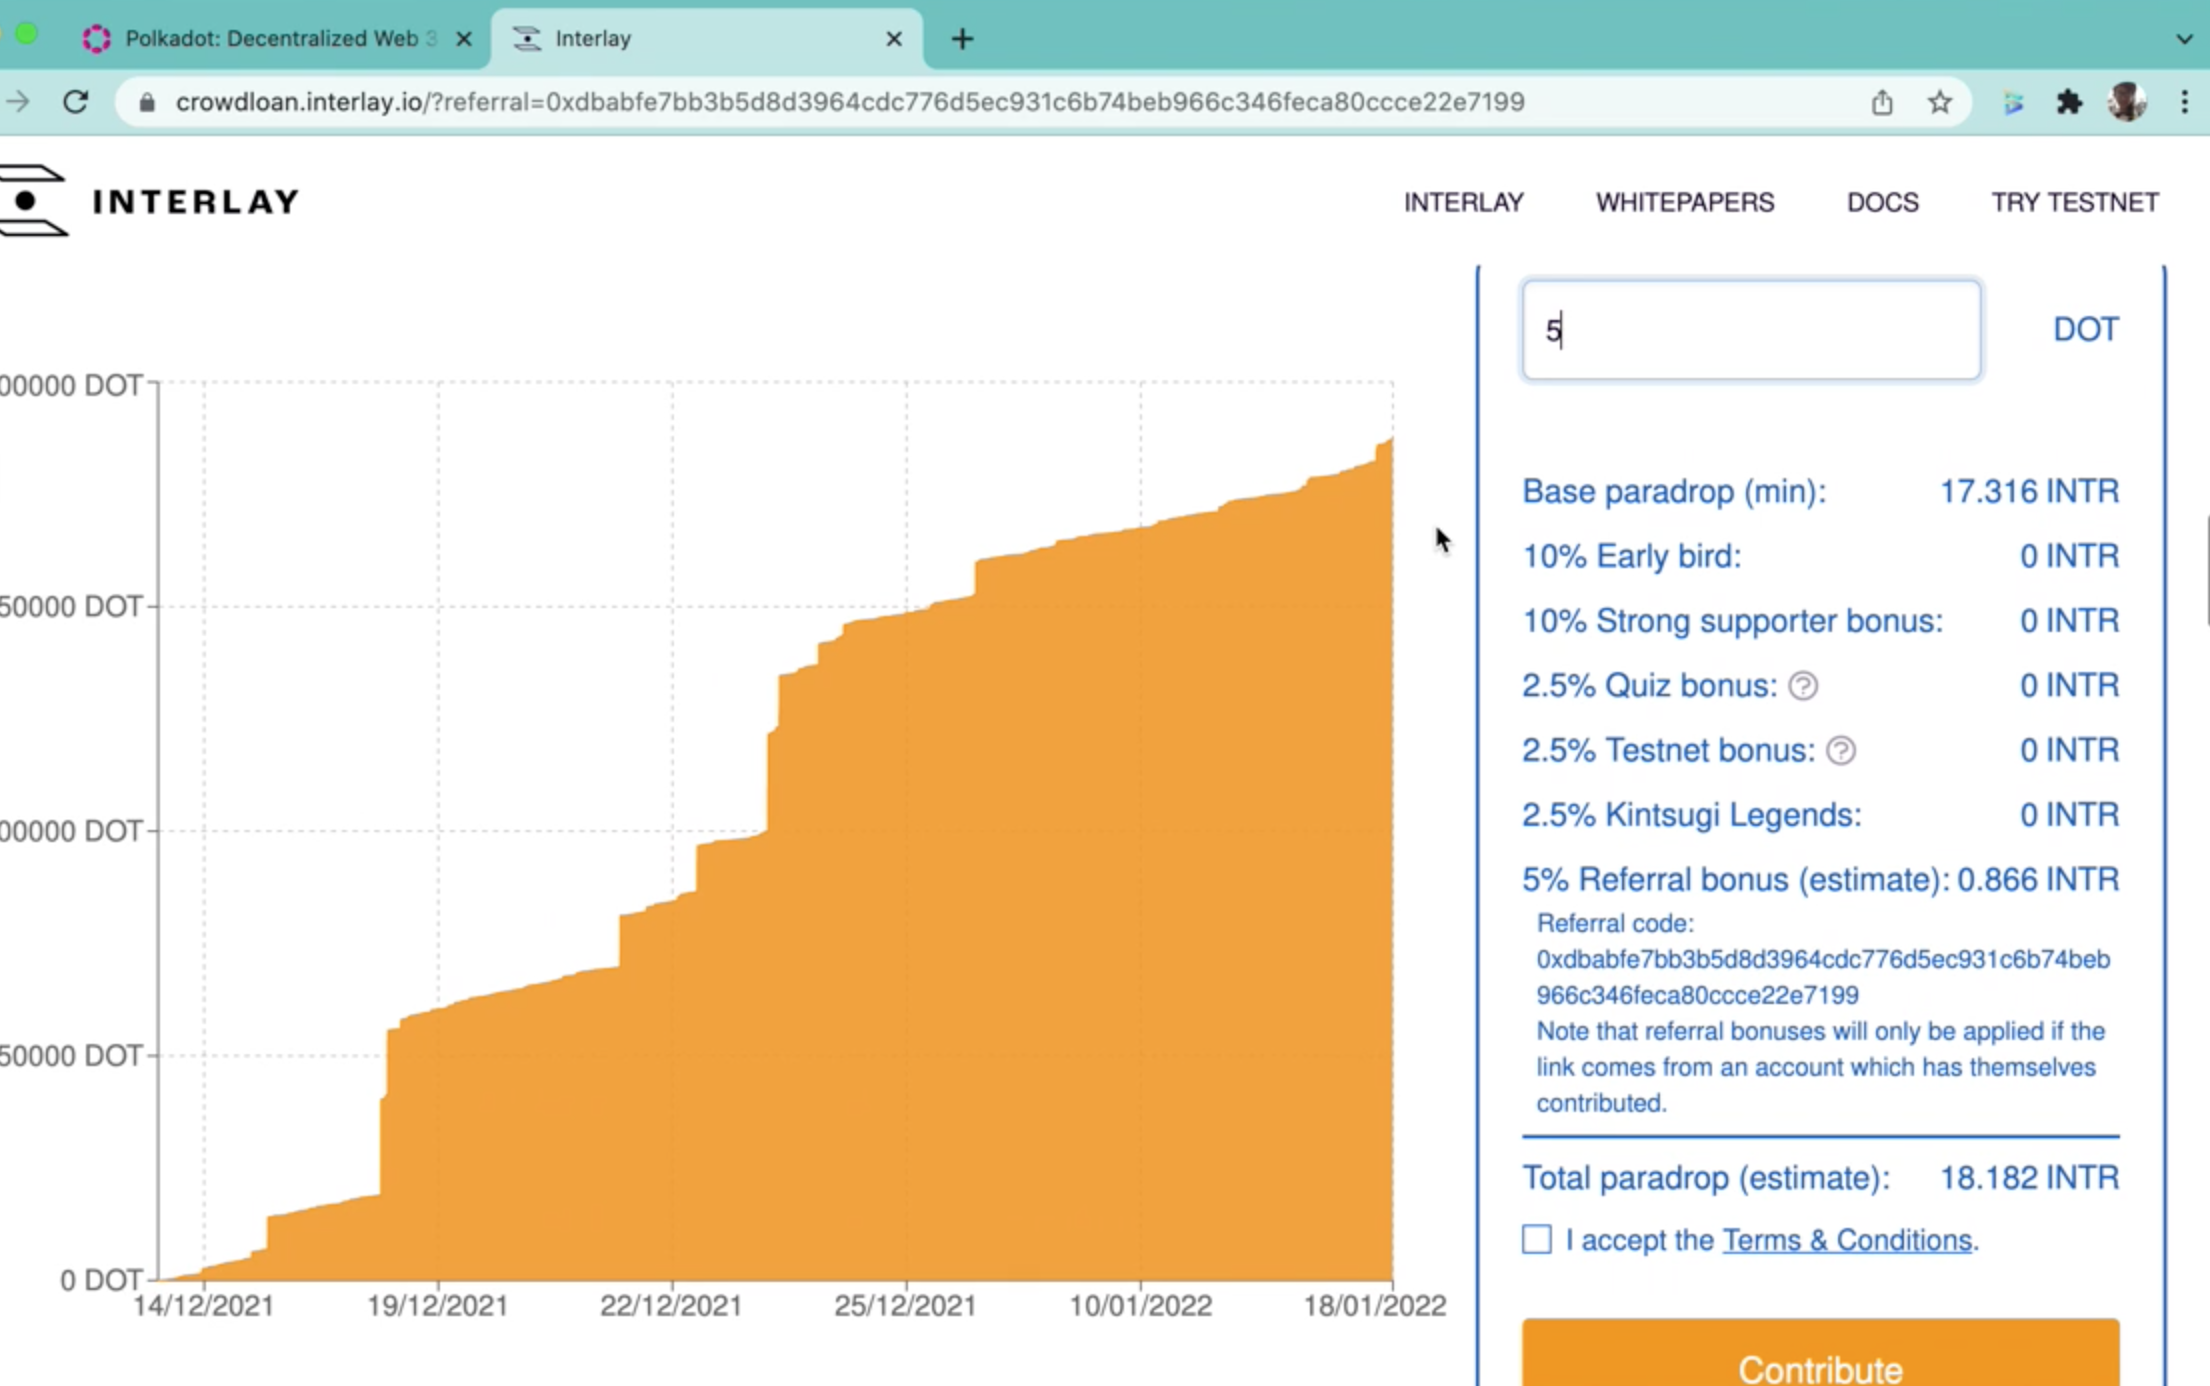 Polkadot: Decentralized Web 3
Interlay
crowdloan.interlay.io/?referral=0xdbabfe7bb3b5d8d3964cdc776d5ec931c6b74beb966c346feca80ccce22e7199
INTERLAY
INTERLAY WHITEPAPERS DOCS TRY TESTNET
5 DOT
00000 DOT
50000 DOT
00000 DOT
50000 DOT
0 DOT
14/12/2021 19/12/2021 22/12/2021 25/12/2021 10/01/2022 18/01/2022
Base paradrop (min): 17.316 INTR
10% Early bird: 0 INTR
10% Strong supporter bonus: 0 INTR
2.5% Quiz bonus: ? 0 INTR
2.5% Testnet bonus: ? 0 INTR
2.5% Kintsugi Legends: 0 INTR
5% Referral bonus (estimate): 0.866 INTR
Referral code:
0xdbabfe7bb3b5d8d3964cdc776d5ec931c6b74beb
966c346feca80ccce22e7199
Note that referral bonuses will only be applied if the
link comes from an account which has themselves
contributed.
Total paradrop (estimate): 18.182 INTR
I accept the Terms & Conditions.
Contribute